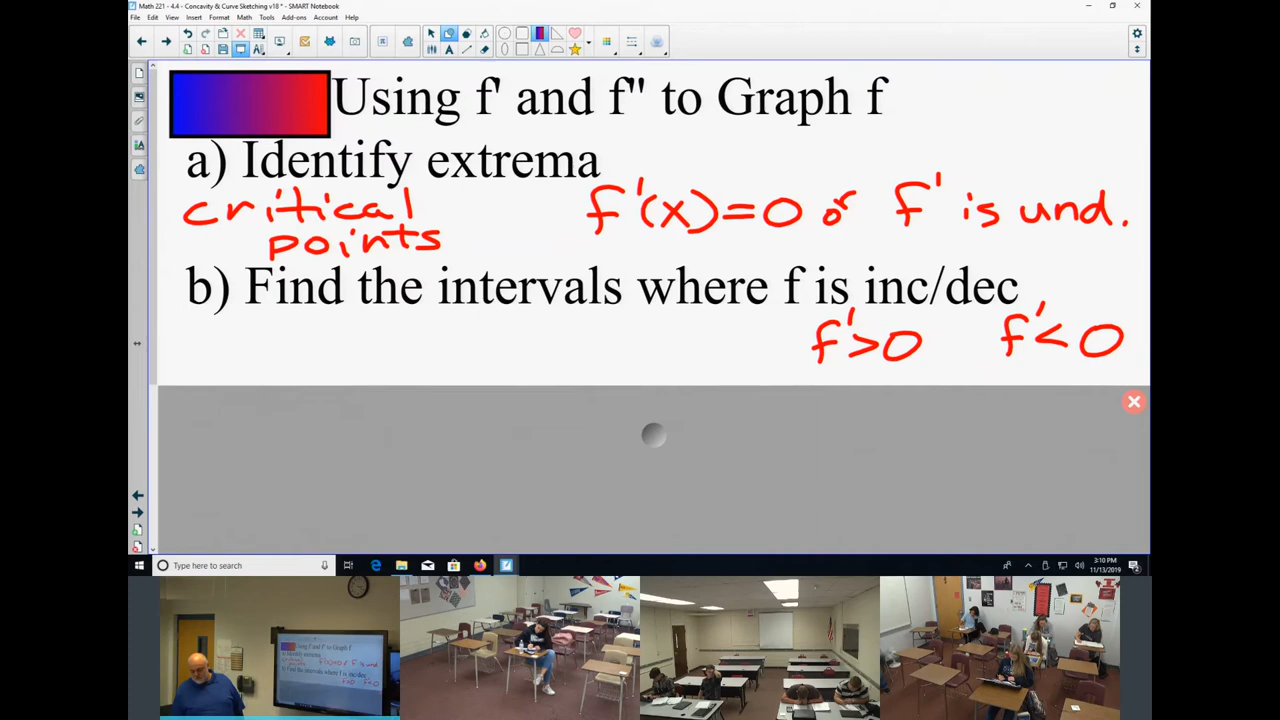 Math 221 - 4.4 - Concavity & Curve Sketching v18 * - SMART Notebook
File Edit View Insert Format Math Tools Add-ons Account Help
Using f' and f" to Graph f
a) Identify extrema
critical points
f'(x)=0 or f' is und.
b) Find the intervals where f is inc/dec
f'>0 f'<0
Type here to search
3:10 PM
11/13/2019